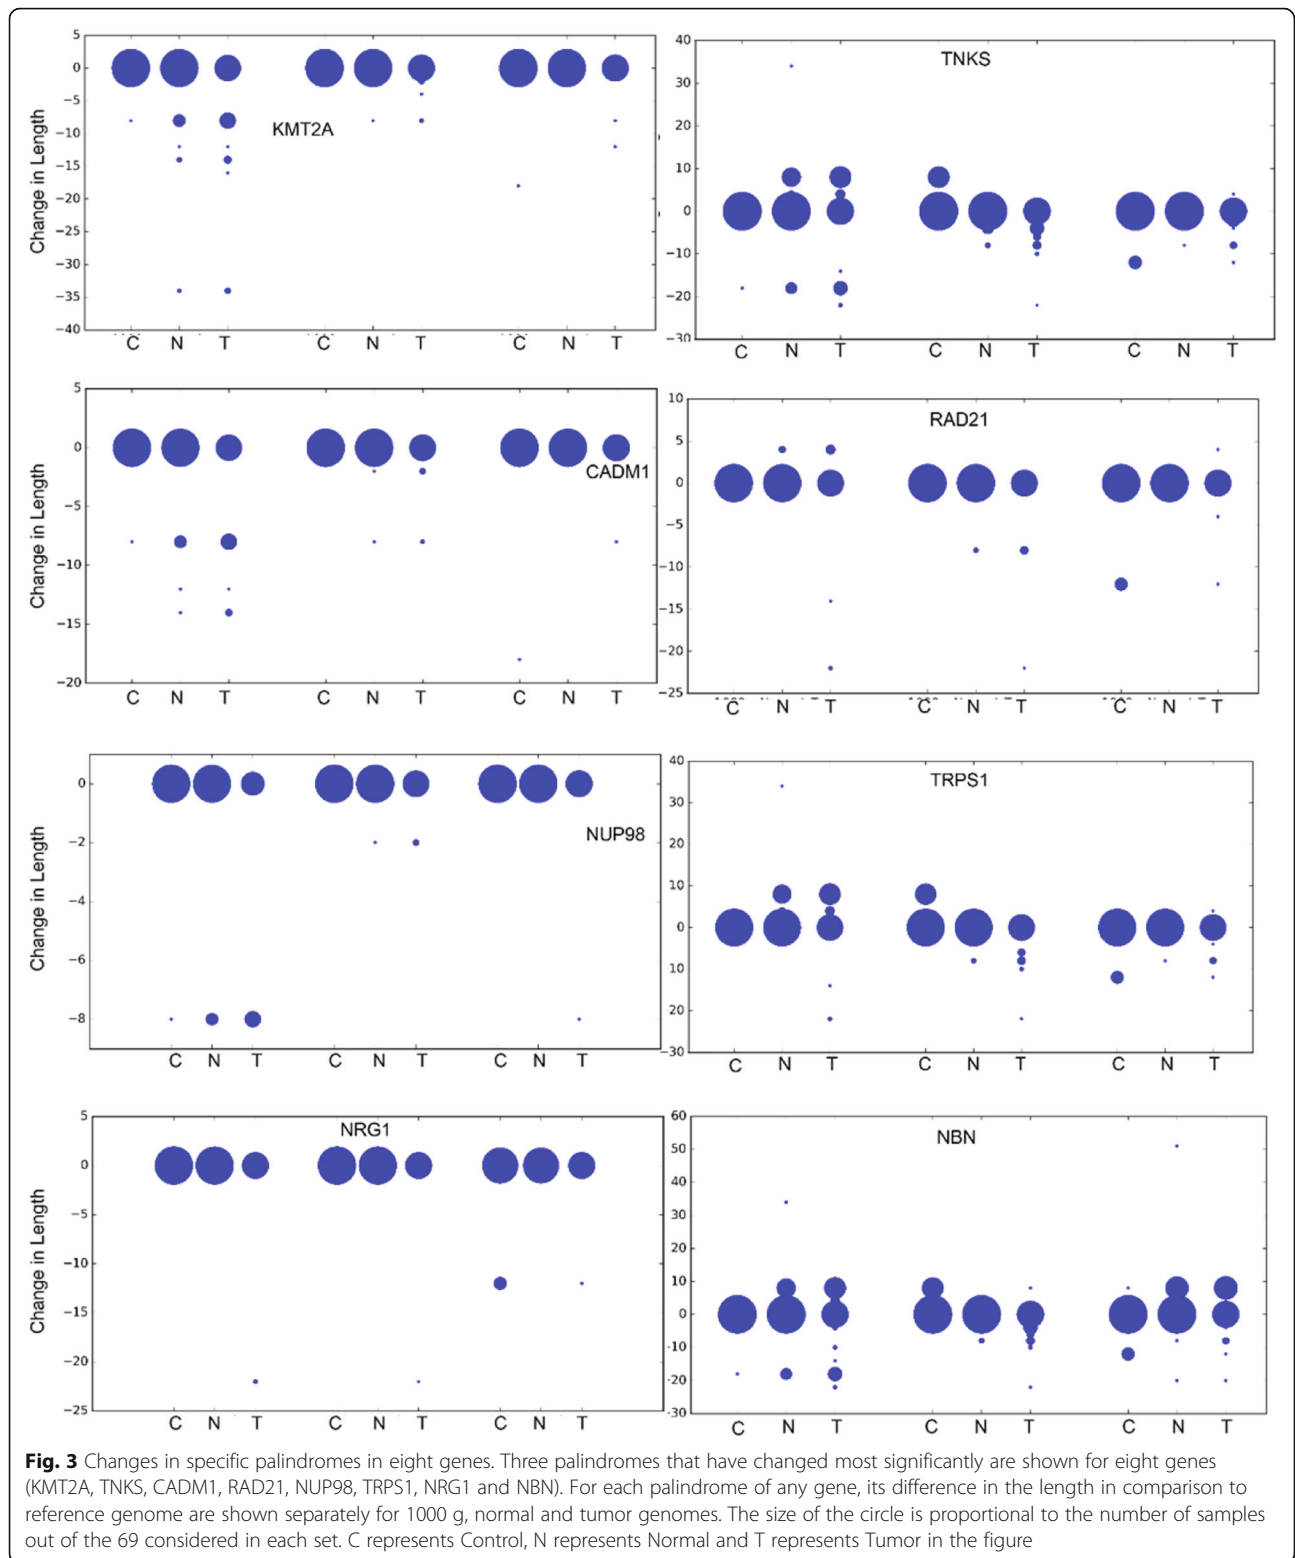 5
0
−5
−10
−15
−20
−25
−30
−35
−40
Change in Length
KMT2A
C N T C N T C N T
40
30
20
10
0
−10
−20
−30
TNKS
C N T C N T C N T
5
0
−5
−10
−15
−20
Change in Length
CADM1
C N T C N T C N T
10
5
0
−5
−10
−15
−20
−25
RAD21
C N T C N T C N T
0
−2
−4
−6
−8
Change in Length
NUP98
C N T C N T C N T
40
30
20
10
0
10
20
−30
TRPS1
C N T C N T C N T
5
0
−5
−10
−15
−20
−25
Change in Length
NRG1
C N T C N T C N T
60
50
40
30
20
10
0
-10
-20
-30
NBN
C N T C N T C N T
Fig. 3 Changes in specific palindromes in eight genes. Three palindromes that have changed most significantly are shown for eight genes
(KMT2A, TNKS, CADM1, RAD21, NUP98, TRPS1, NRG1 and NBN). For each palindrome of any gene, its difference in the length in comparison to
reference genome are shown separately for 1000 g, normal and tumor genomes. The size of the circle is proportional to the number of samples
out of the 69 considered in each set. C represents Control, N represents Normal and T represents Tumor in the figure